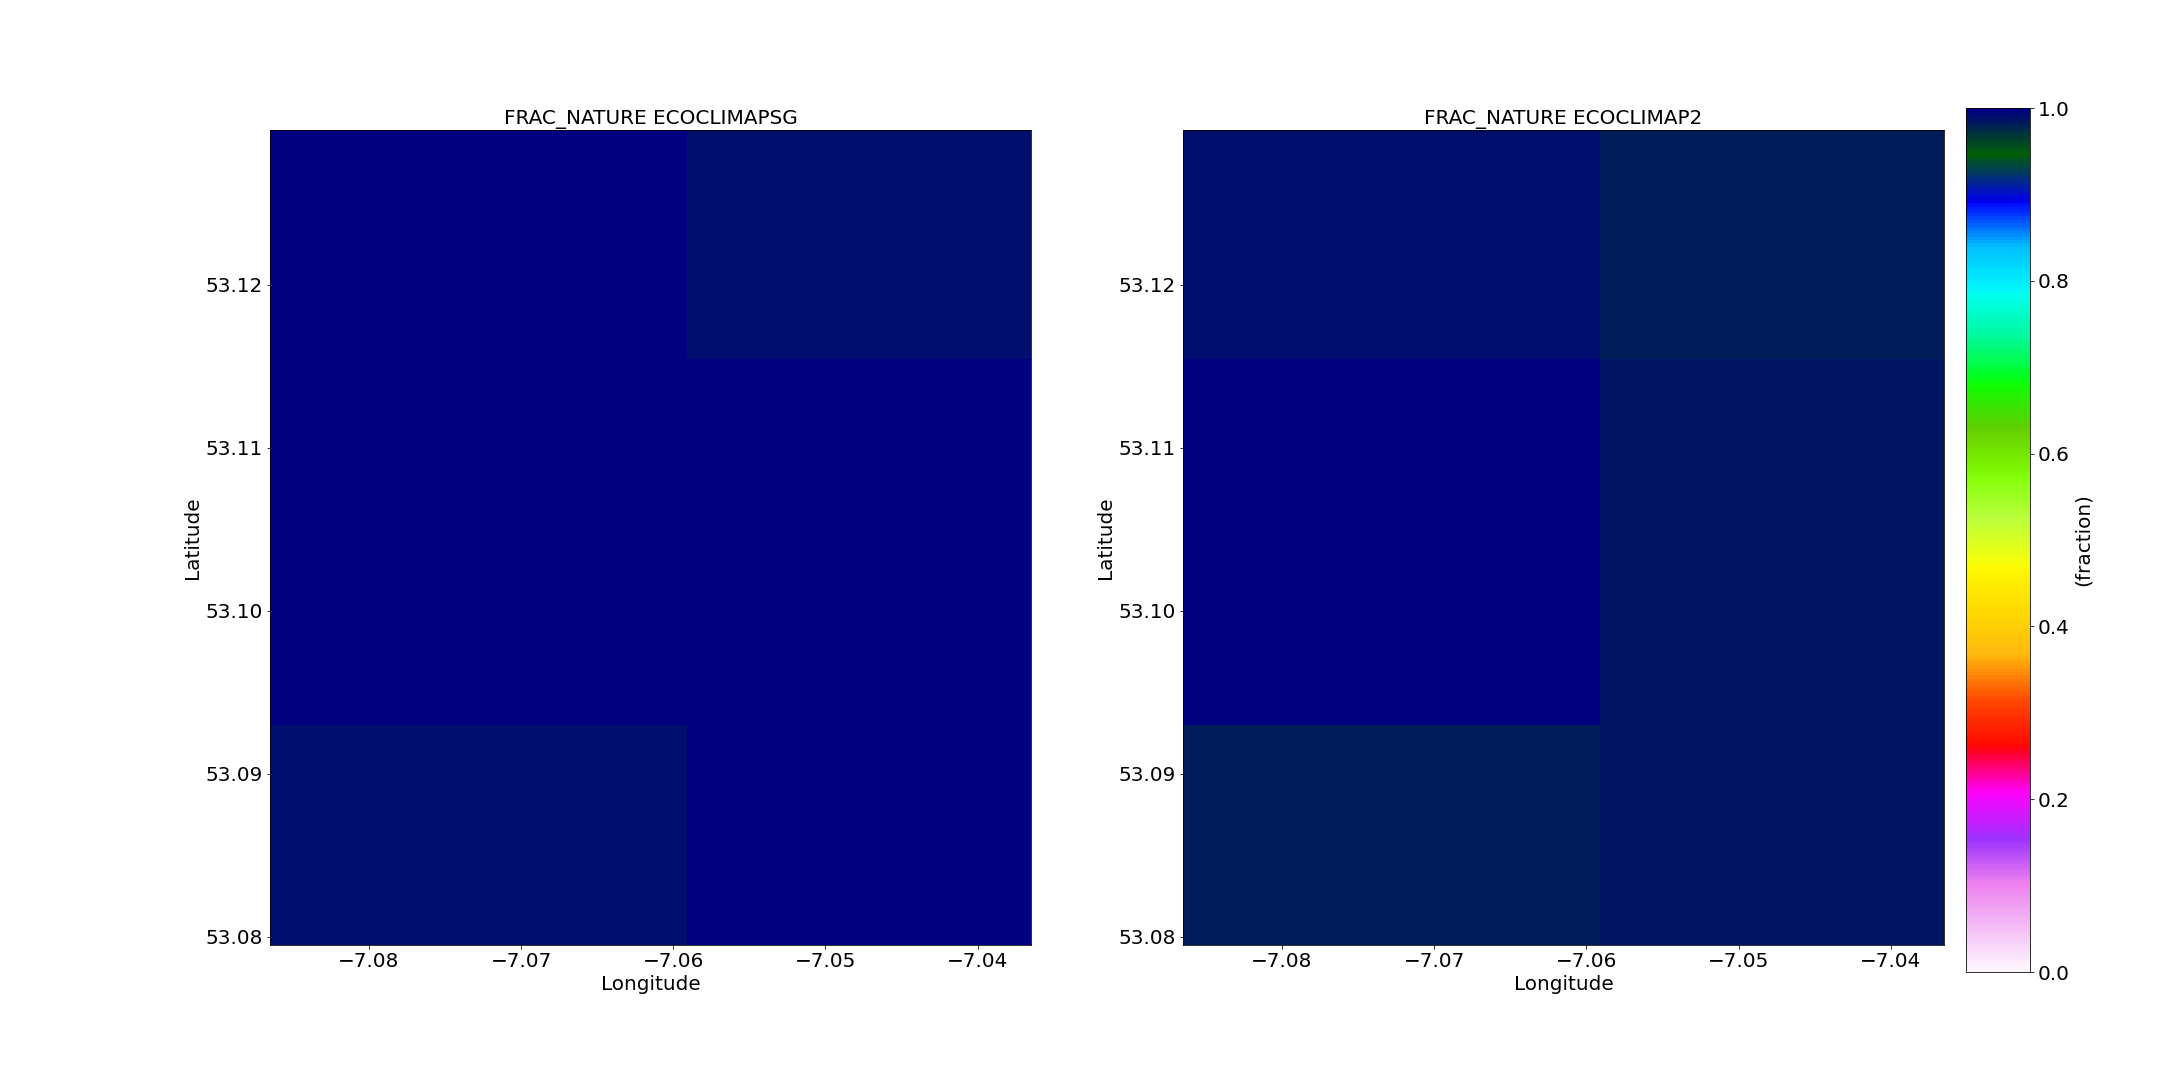 FRAC_NATURE ECOCLIMAPSG
53.12
53.11
53.10
53.09
53.08
Latitude
−7.08 −7.07 −7.06 −7.05 −7.04
Longitude
FRAC_NATURE ECOCLIMAP2
53.12
53.11
53.10
53.09
53.08
Latitude
−7.08 −7.07 −7.06 −7.05 −7.04
Longitude
1.0
0.8
0.6
0.4
0.2
0.0
(fraction)